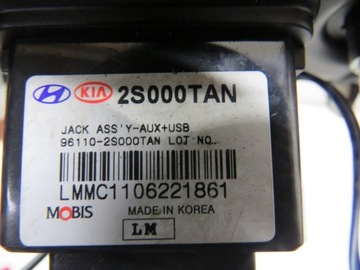 KIA 2S000TAN
JACK ASS'Y-AUX+USB
96110-2S000TAN LOT NO.
LMMC1106221861
MOBIS MADE IN KOREA
LM